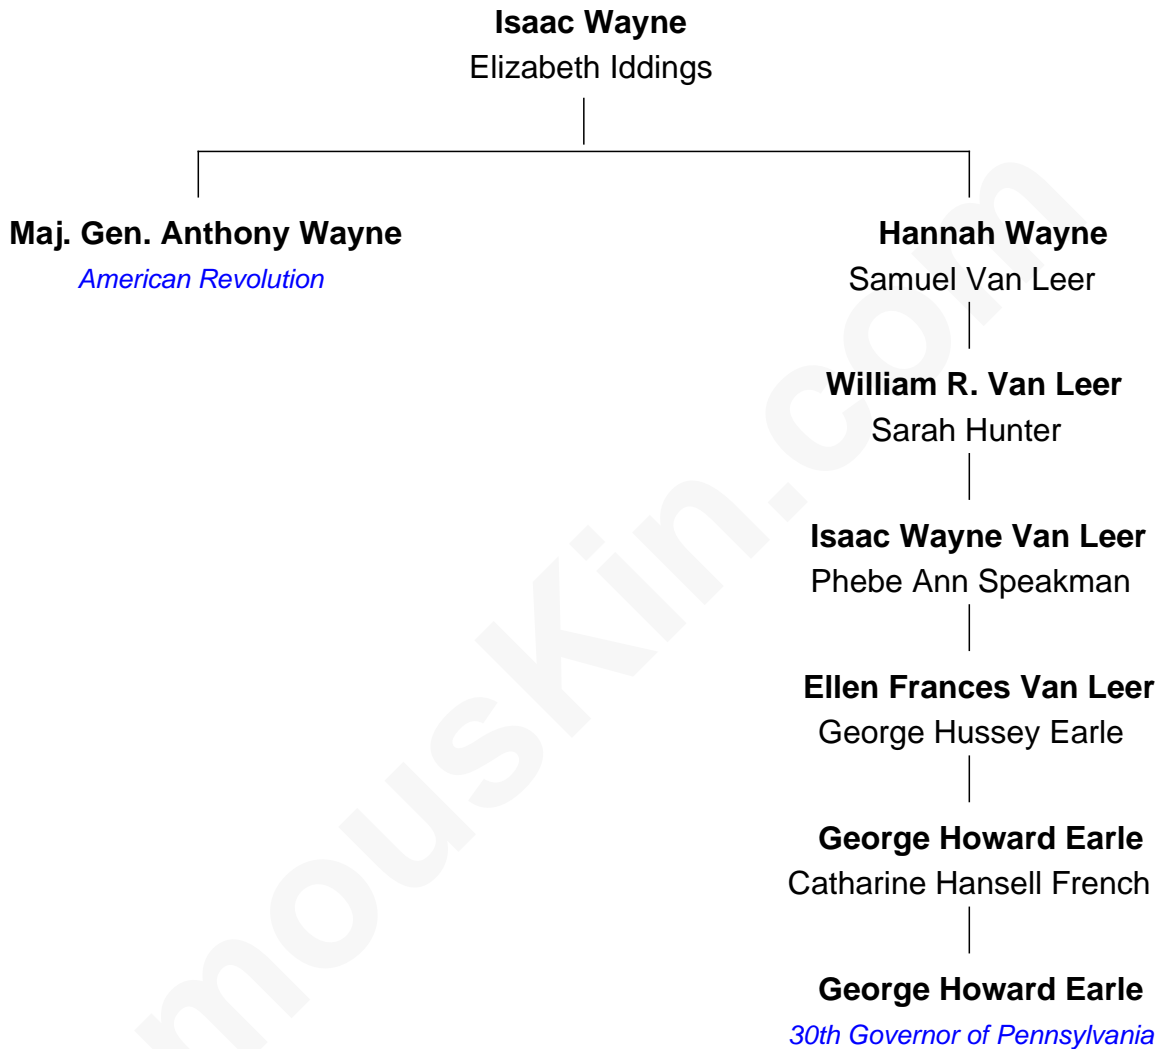 Isaac Wayne
Elizabeth Iddings
Maj. Gen. Anthony Wayne
American Revolution
Hannah Wayne
Samuel Van Leer
William R. Van Leer
Sarah Hunter
Isaac Wayne Van Leer
Phebe Ann Speakman
Ellen Frances Van Leer
George Hussey Earle
George Howard Earle
Catharine Hansell French
George Howard Earle
30th Governor of Pennsylvania
mouskin.com